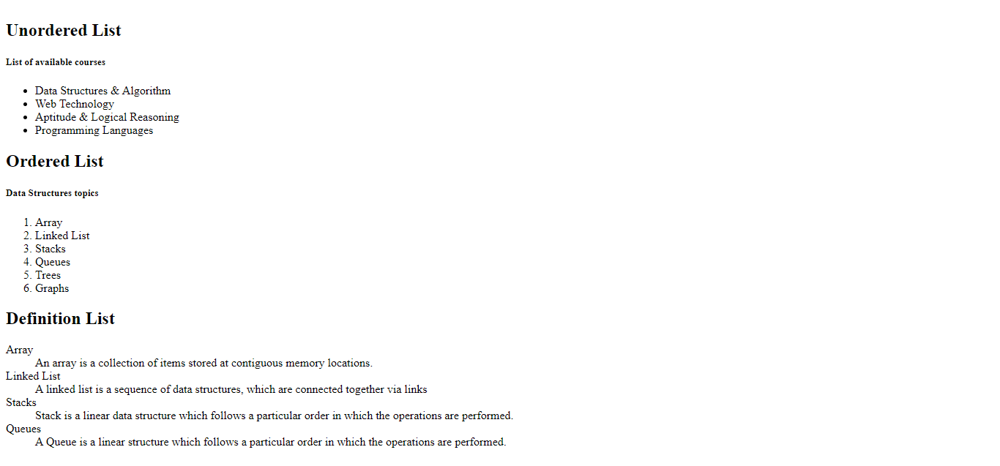 Unordered List
List of available courses
• Data Structures & Algorithm
• Web Technology
• Aptitude & Logical Reasoning
• Programming Languages
Ordered List
Data Structures topics
1. Array
2. Linked List
3. Stacks
4. Queues
5. Trees
6. Graphs
Definition List
Array
An array is a collection of items stored at contiguous memory locations.
Linked List
A linked list is a sequence of data structures, which are connected together via links
Stacks
Stack is a linear data structure which follows a particular order in which the operations are performed.
Queues
A Queue is a linear structure which follows a particular order in which the operations are performed.